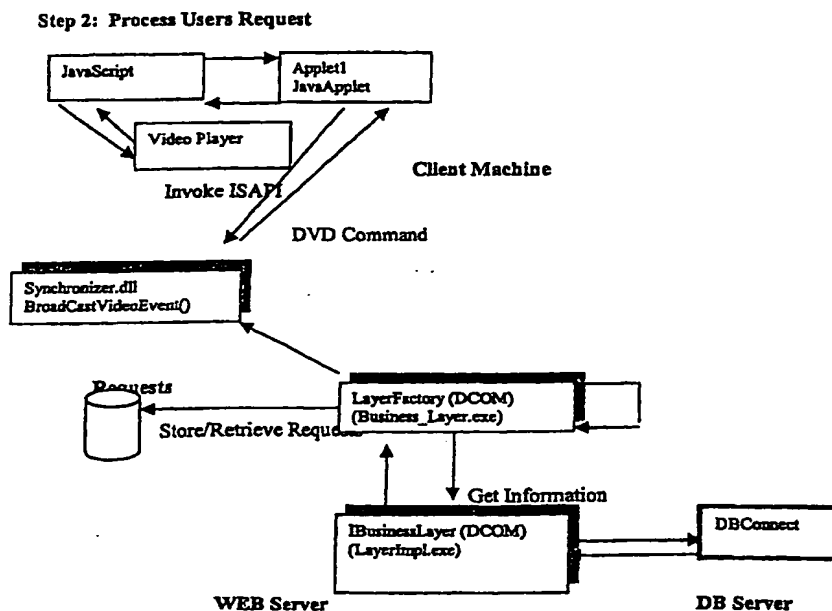 Step 2: Process Users Request
JavaScript
Applet1
JavaApplet
Video Player
Client Machine
Invoke ISAPI
DVD Command
Synchronizer.dll
BroadCastVideoEvent()
Requests
LayerFactory (DCOM)
(Business_Layer.exe)
Store/Retrieve Requests
Get Information
IBusinessLayer (DCOM)
(LayerImpl.exe)
DBConnect
WEB Server
DB Server